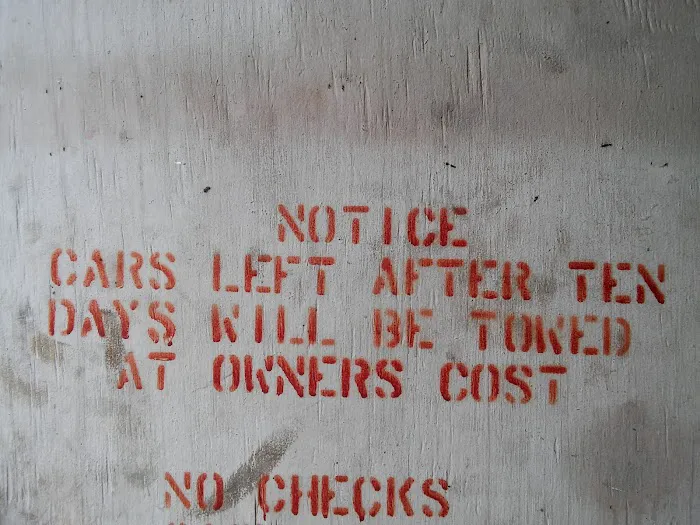 NOTICE
CARS LEFT AFTER TEN
DAYS WILL BE TOWED
AT OWNERS COST
NO CHECKS